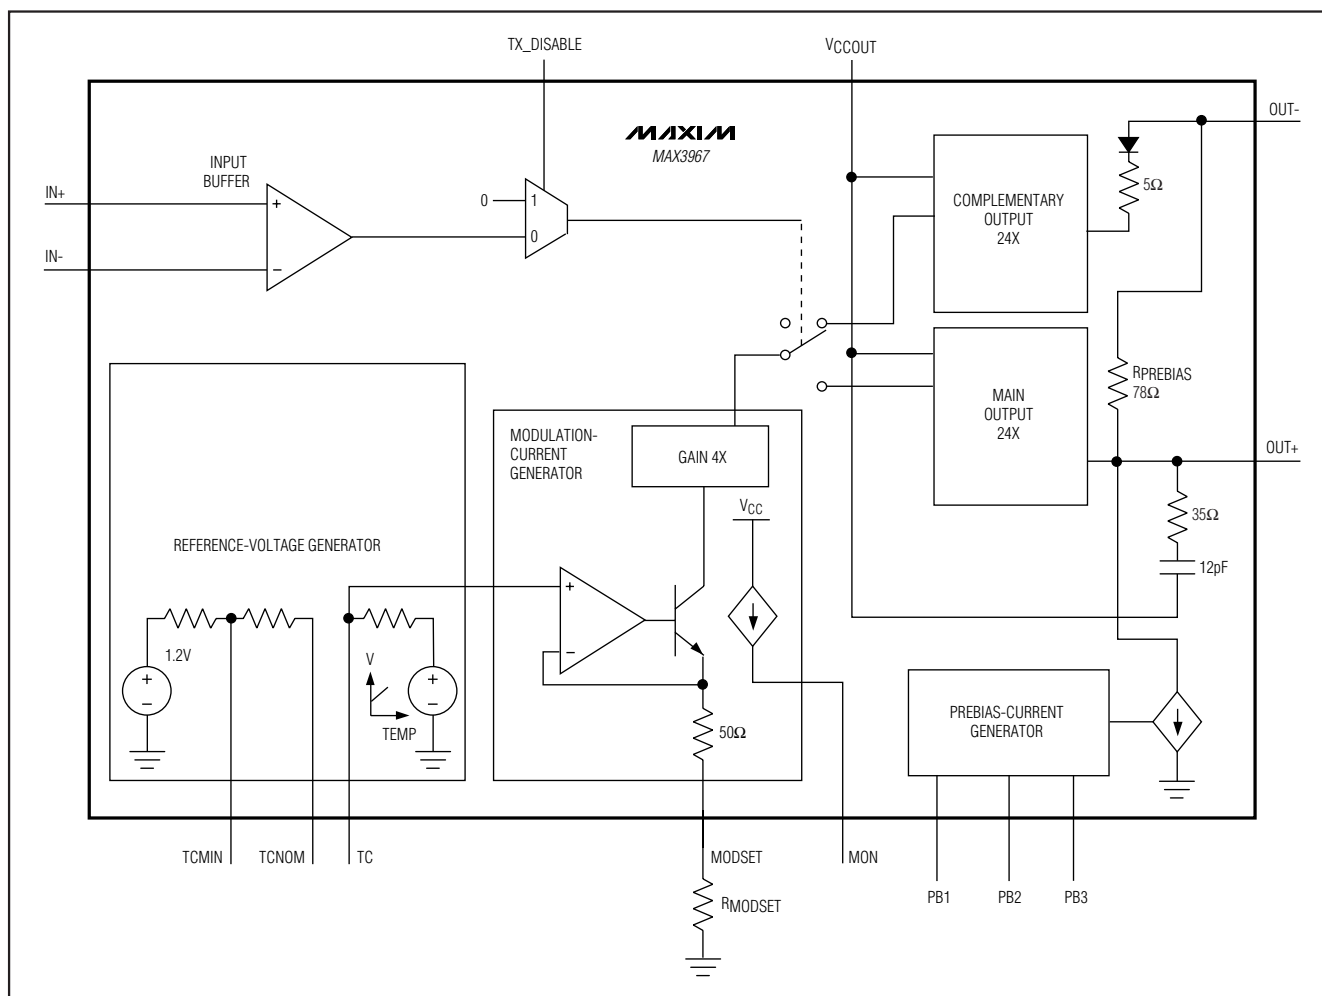 TX_DISABLE
VCCOUT
OUT-
MAXIM
MAX3967
INPUT
BUFFER
IN+
+
0
1
0
IN-
−
COMPLEMENTARY
OUTPUT
24X
5Ω
RPREBIAS
78Ω
MAIN
OUTPUT
24X
OUT+
35Ω
12pF
MODULATION-
CURRENT
GENERATOR
GAIN 4X
VCC
REFERENCE-VOLTAGE GENERATOR
+
−
1.2V
+
−
V
TEMP
+
−
50Ω
PREBIAS-CURRENT
GENERATOR
TCMIN
TCNOM
TC
MODSET
MON
RMODSET
PB1
PB2
PB3